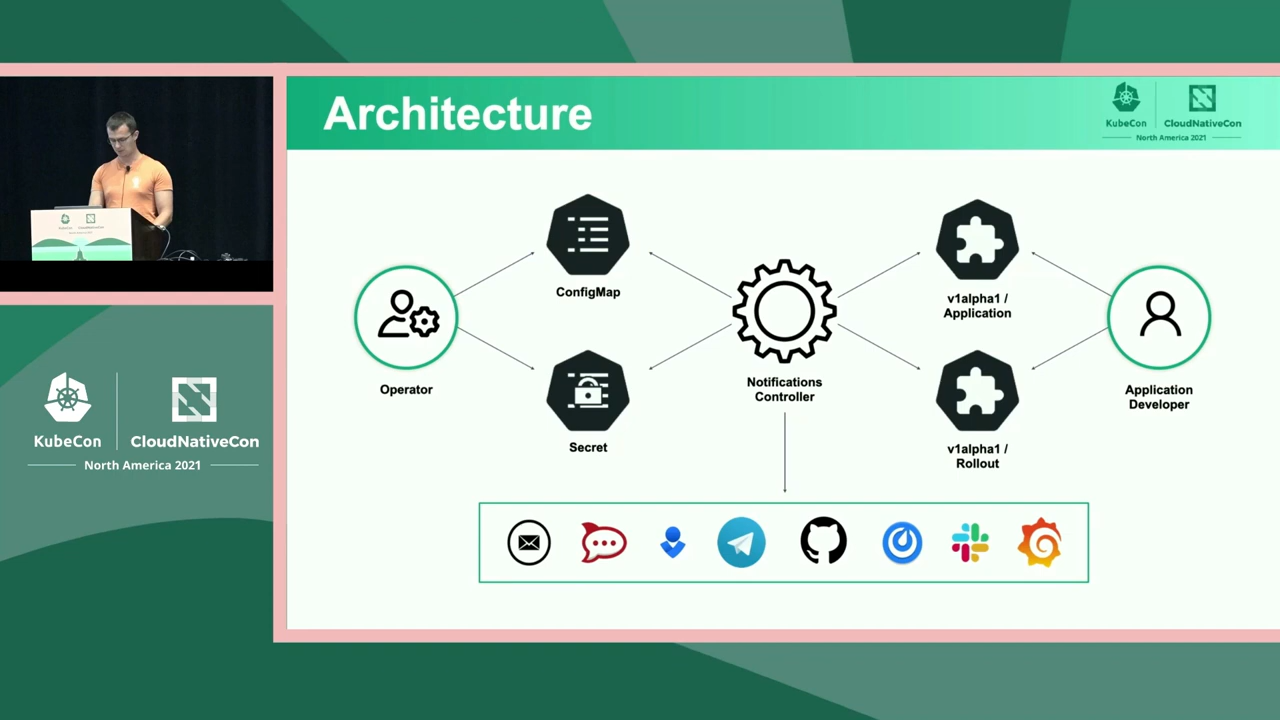 Architecture
KubeCon
CloudNativeCon
North America 2021
ConfigMap
v1alpha1 /
Application
Operator
Notifications
Controller
Application
Developer
Secret
v1alpha1 /
Rollout
KubeCon
CloudNativeCon
North America 2021